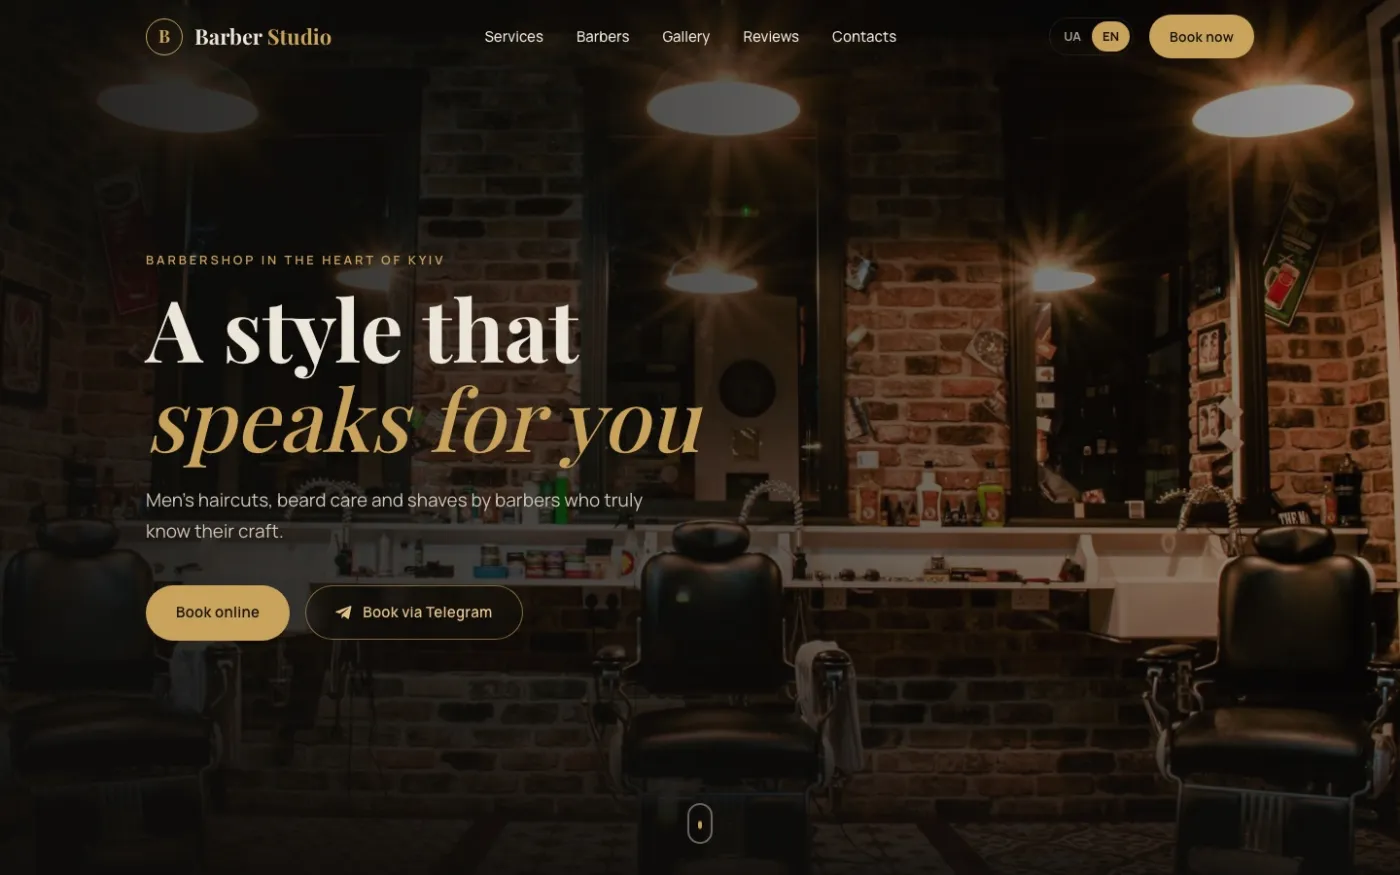 B Barber Studio
Services Barbers Gallery Reviews Contacts
UA EN Book now
BARBERSHOP IN THE HEART OF KYIV
A style that
speaks for you
Men's haircuts, beard care and shaves by barbers who truly
know their craft.
Book online Book via Telegram